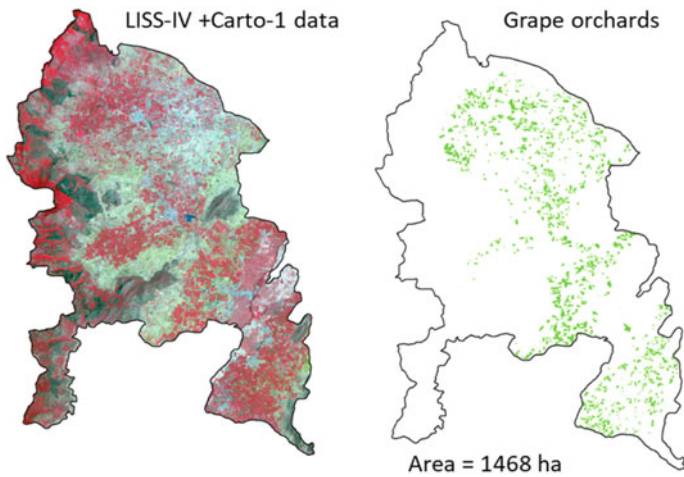 LISS-IV +Carto-1 data
Grape orchards
Area = 1468 ha